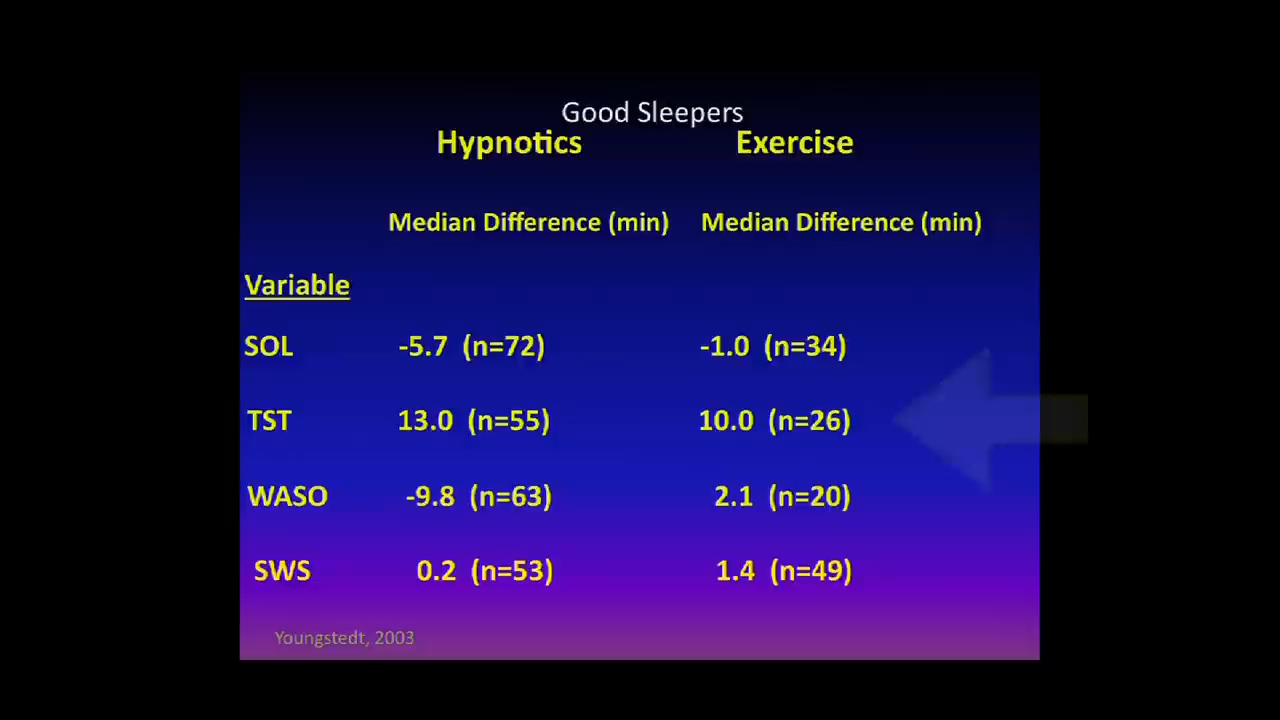 Good Sleepers
Hypnotics Exercise
Median Difference (min) Median Difference (min)
Variable
SOL -5.7 (n=72) -1.0 (n=34)
TST 13.0 (n=55) 10.0 (n=26)
WASO -9.8 (n=63) 2.1 (n=20)
SWS 0.2 (n=53) 1.4 (n=49)
Youngstedt, 2003